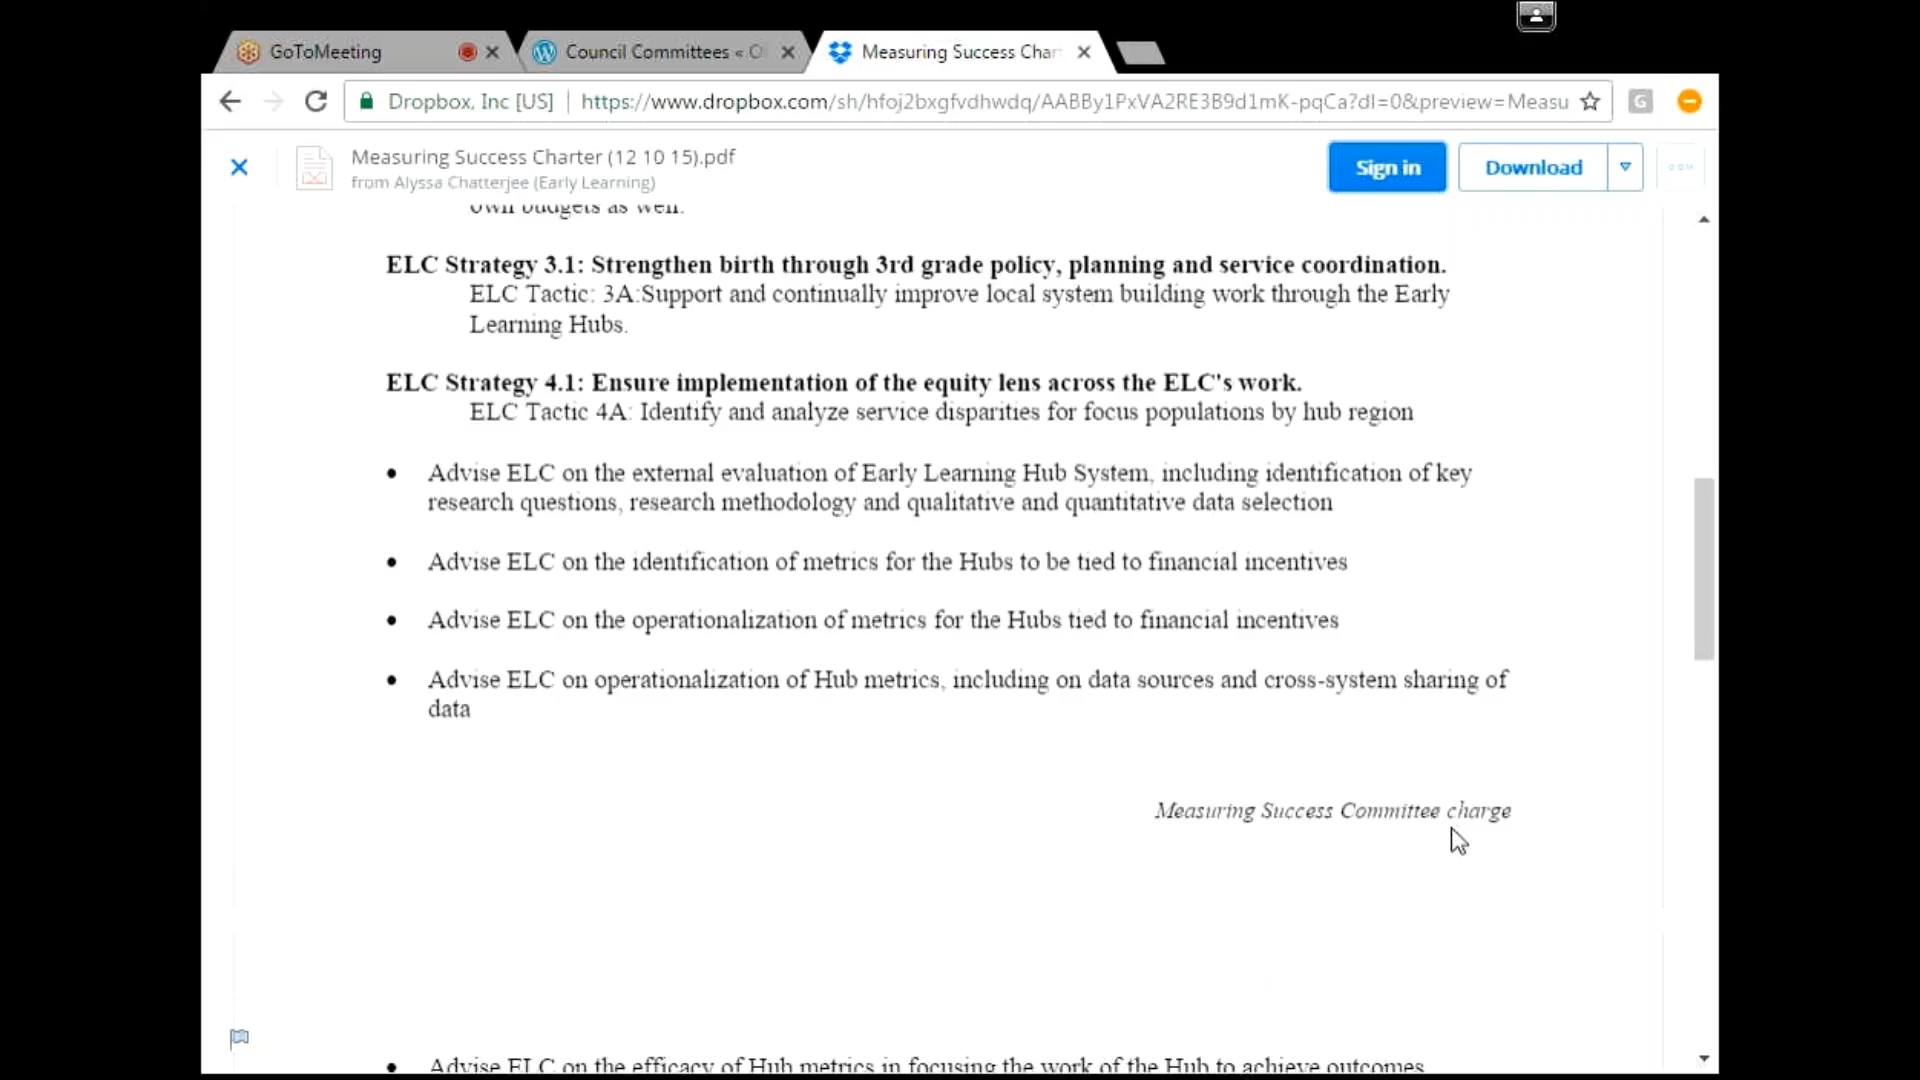 GoToMeeting
Council Committees « O
Measuring Success Char
Dropbox, Inc [US] | https://www.dropbox.com/sh/hfoj2bxgfvdhwdq/AABBy1PxVA2RE3B9d1mK-pqCa?dl=0&preview=Measu
G
Measuring Success Charter (12 10 15).pdf
from Alyssa Chatterjee (Early Learning)
Sign in
Download
own budgets as well.
ELC Strategy 3.1: Strengthen birth through 3rd grade policy, planning and service coordination.
ELC Tactic: 3A:Support and continually improve local system building work through the Early
Learning Hubs.
ELC Strategy 4.1: Ensure implementation of the equity lens across the ELC's work.
ELC Tactic 4A: Identify and analyze service disparities for focus populations by hub region
• Advise ELC on the external evaluation of Early Learning Hub System, including identification of key
research questions, research methodology and qualitative and quantitative data selection
• Advise ELC on the identification of metrics for the Hubs to be tied to financial incentives
• Advise ELC on the operationalization of metrics for the Hubs tied to financial incentives
• Advise ELC on operationalization of Hub metrics, including on data sources and cross-system sharing of
data
Measuring Success Committee charge
• Advise ELC on the efficacy of Hub metrics in focusing the work of the Hub to achieve outcomes